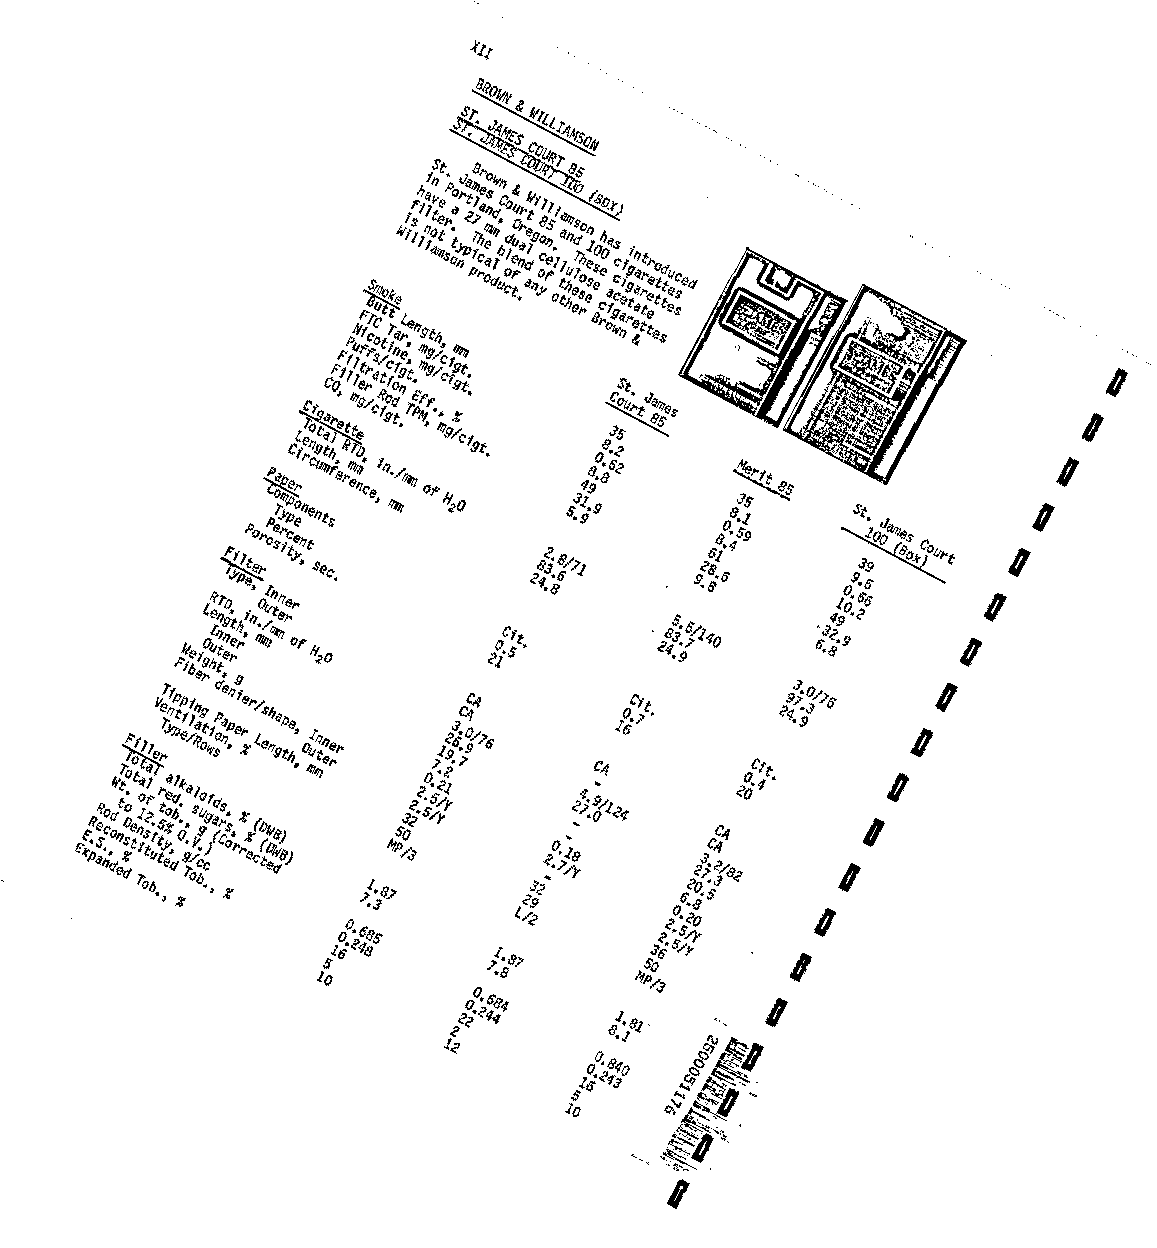 XII
BROWN & WILLIAMSON
ST. JAMES COURT 85
ST. JAMES COURT 100 (BOX)
Brown & Williamson has introduced
St. James Court 85 and 100 cigarettes
in Portland, Oregon. These cigarettes
have a 27 mm dual cellulose acetate
filter. The blend of these cigarettes
is not typical of any other Brown &
Williamson product.
St. James Court 85 Merit 85 St. James Court 100 (Box)
Smoke
Butt Length, mm 35 35 39
FTC Tar, mg/cigt. 8.2 8.1 9.6
Nicotine, mg/cigt. 0.62 0.59 0.66
Puffs/cigt. 8.8 8.4 10.2
Filtration Eff., % 49 61 49
Filler Rod TPM, mg/cigt. 31.9 28.6 32.9
CO, mg/cigt. 5.9 9.6 6.8
Cigarette
Total RTD, in./mm of H2O 2.8/71 5.5/140 3.0/76
Length, mm 83.6 83.7 97.3
Circumference, mm 24.8 24.9 24.9
Paper
Components
Type Cit. Cit. Cit.
Percent 0.5 0.7 0.4
Porosity, sec. 21 16 20
Filter
Type, Inner CA CA CA
Outer CA - CA
RTD, in./mm of H2O 3.0/76 4.9/124 3.2/82
Length, mm 26.9 27.0 27.3
Inner 19.7 - 20.5
Outer 7.2 - 6.8
Weight, g 0.21 0.18 0.20
Fiber denier/shape, Inner 2.5/Y 2.7/Y 2.5/Y
Outer 2.5/Y - 2.5/Y
Tipping Paper Length, mm 32 32 36
Ventilation, % 50 29 50
Type/Rows MP/3 L/2 MP/3
Filler
Total alkaloids, % (DWB) 1.87 1.87 1.81
Total red. sugars, % (DWB) 7.3 7.8 8.1
Wt. of tob., g (Corrected
to 12.5% O.V.) 0.685 0.684 0.840
Rod Density, g/cc 0.248 0.244 0.243
Reconstituted Tob., % 16 22 16
E.S., % 5 2 5
Expanded Tob., % 10 12 10
2500051176